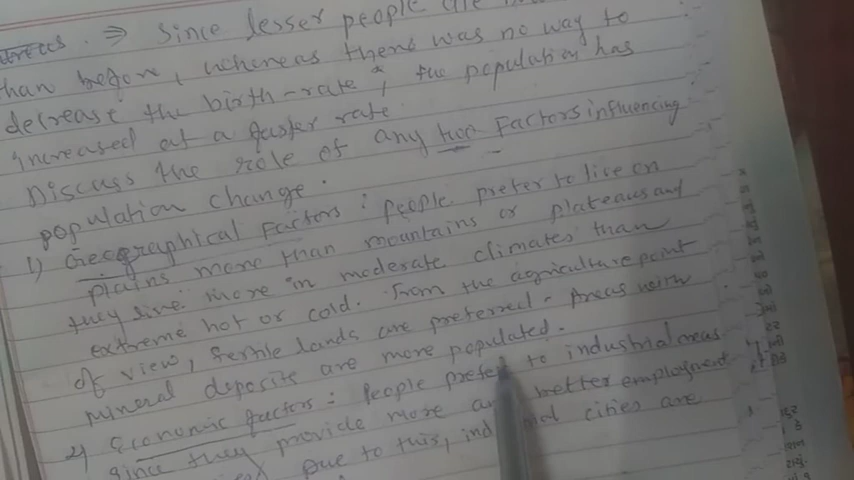 ⇒ Since lesser people
than before, whereas there was no way to
decrease the birth-rate, the population has
increased at a faster rate.
Discuss the role of any two Factors influencing
population change.
1) Geographical Factors: People prefer to live in
plains more than mountains or plateaus and
they live more in moderate climates than
extreme hot or cold. From the agriculture point
of view, fertile lands are preferred. Areas with
mineral deposits are more populated.
2) Economic factors: People prefer to industrial areas
since they provide more and better employment
Due to this, cities are